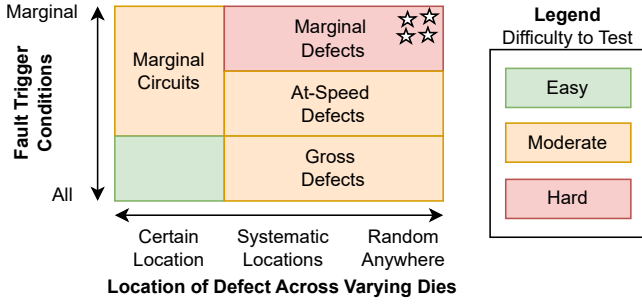 Marginal
Fault Trigger
Conditions
All
Marginal
Circuits
Marginal
Defects
At-Speed
Defects
Gross
Defects
Certain
Location
Systematic
Locations
Random
Anywhere
Location of Defect Across Varying Dies
Legend
Difficulty to Test
Easy
Moderate
Hard